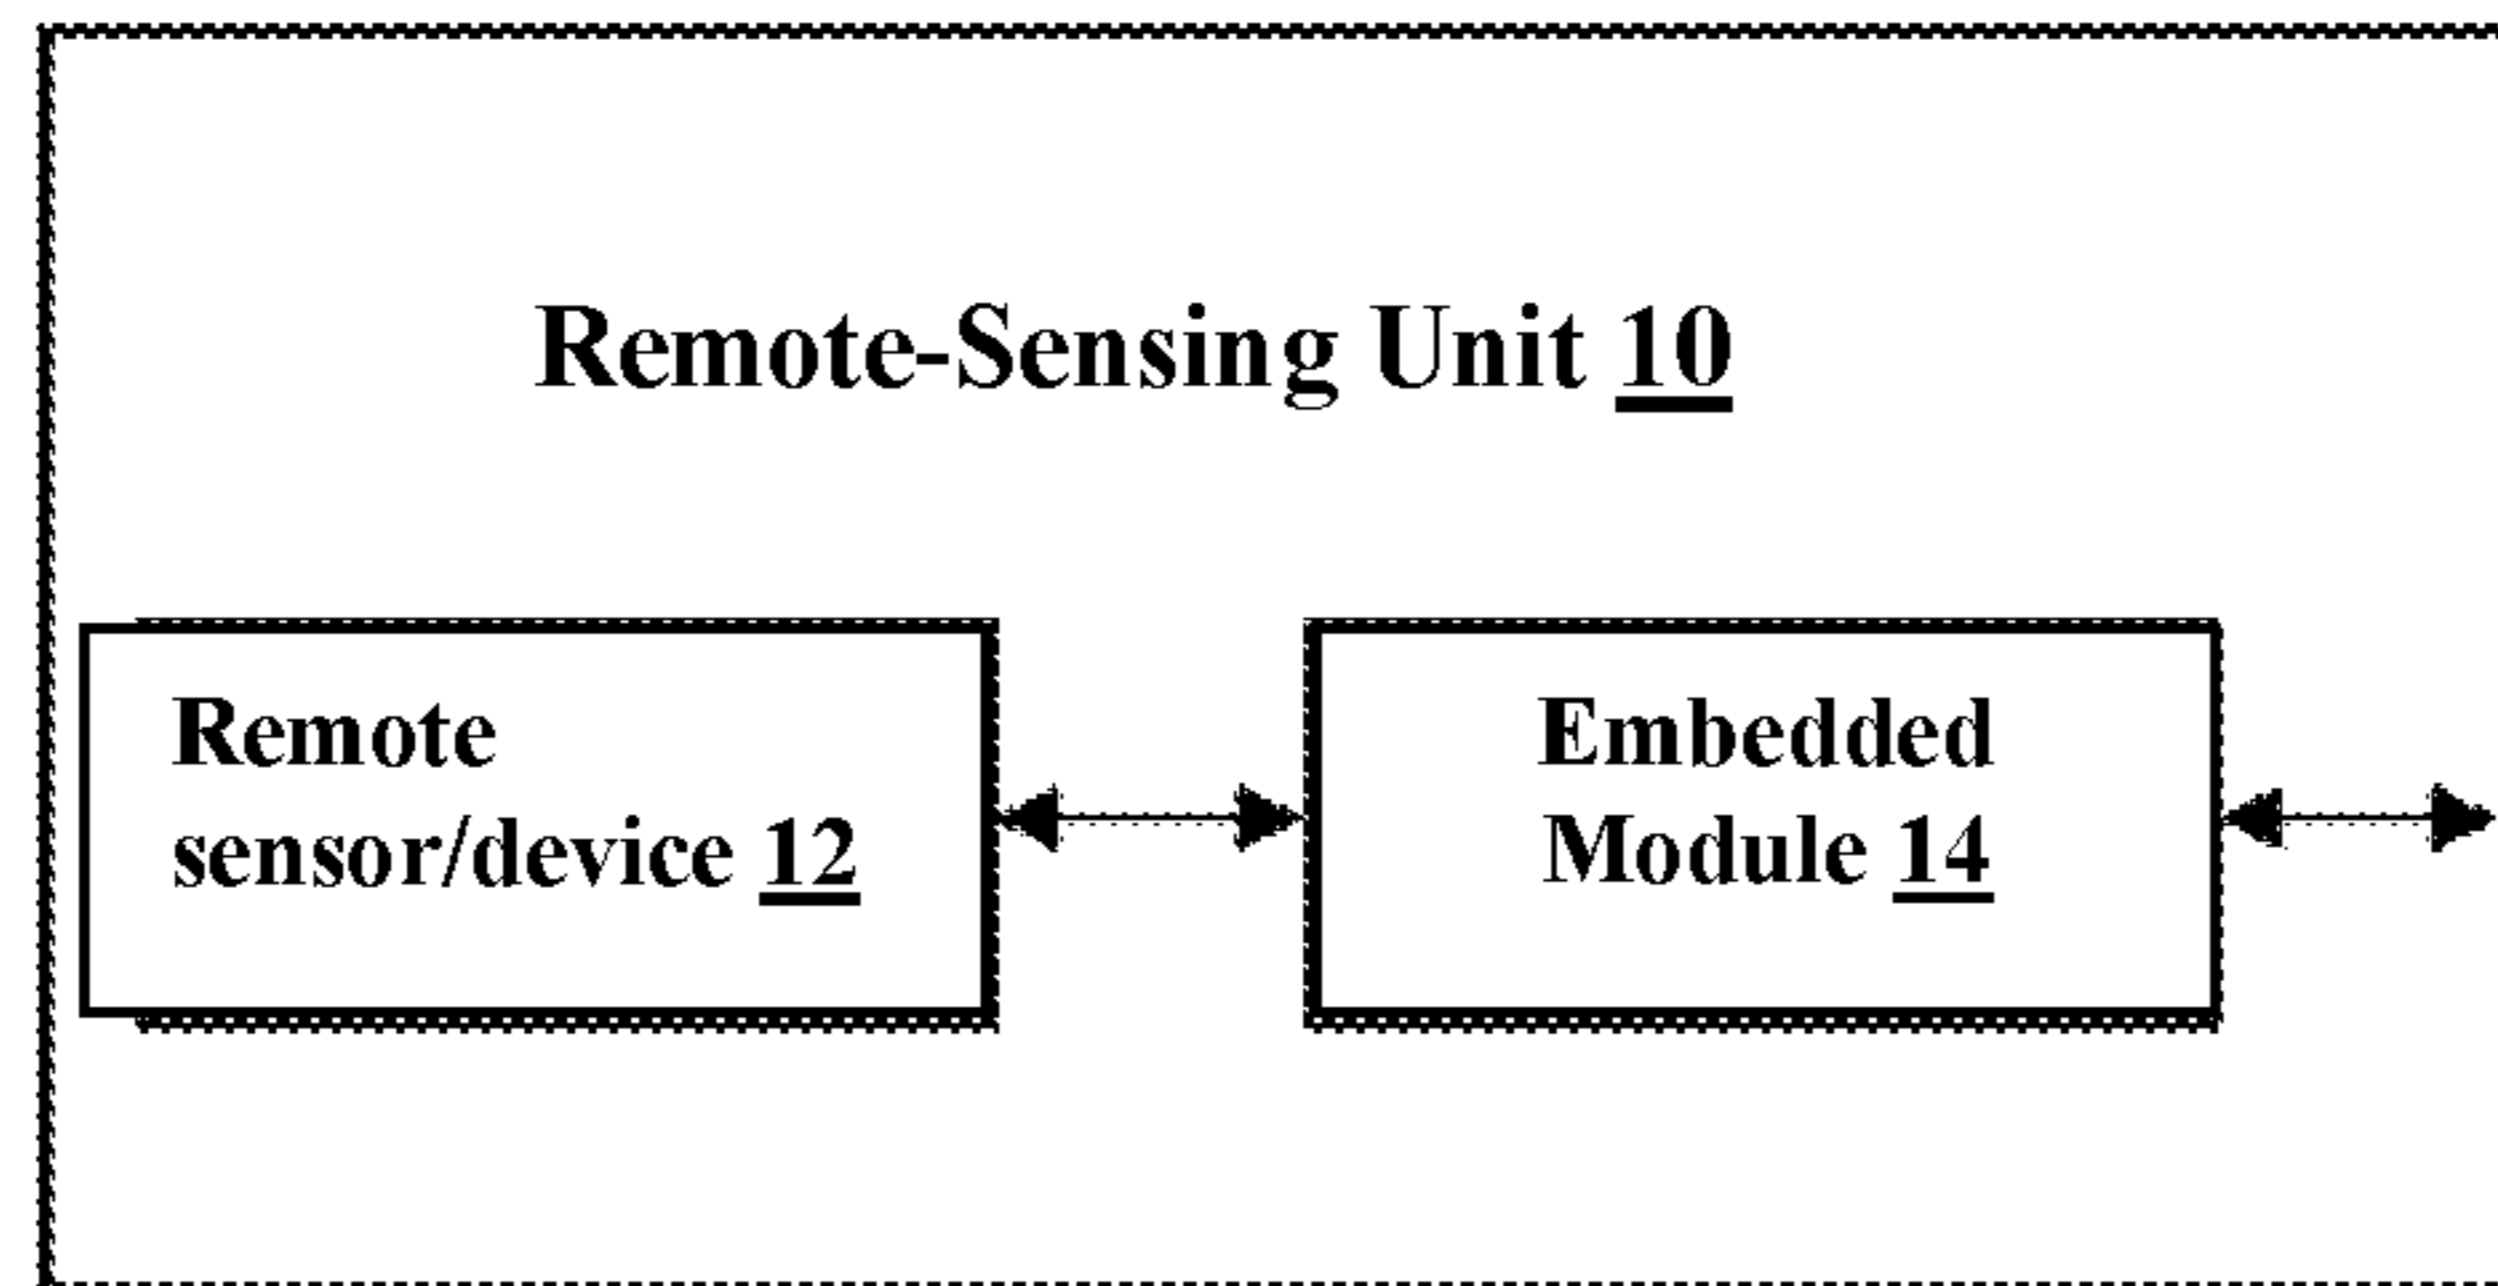 Remote-Sensing Unit 10
Remote
sensor/device 12
Embedded
Module 14